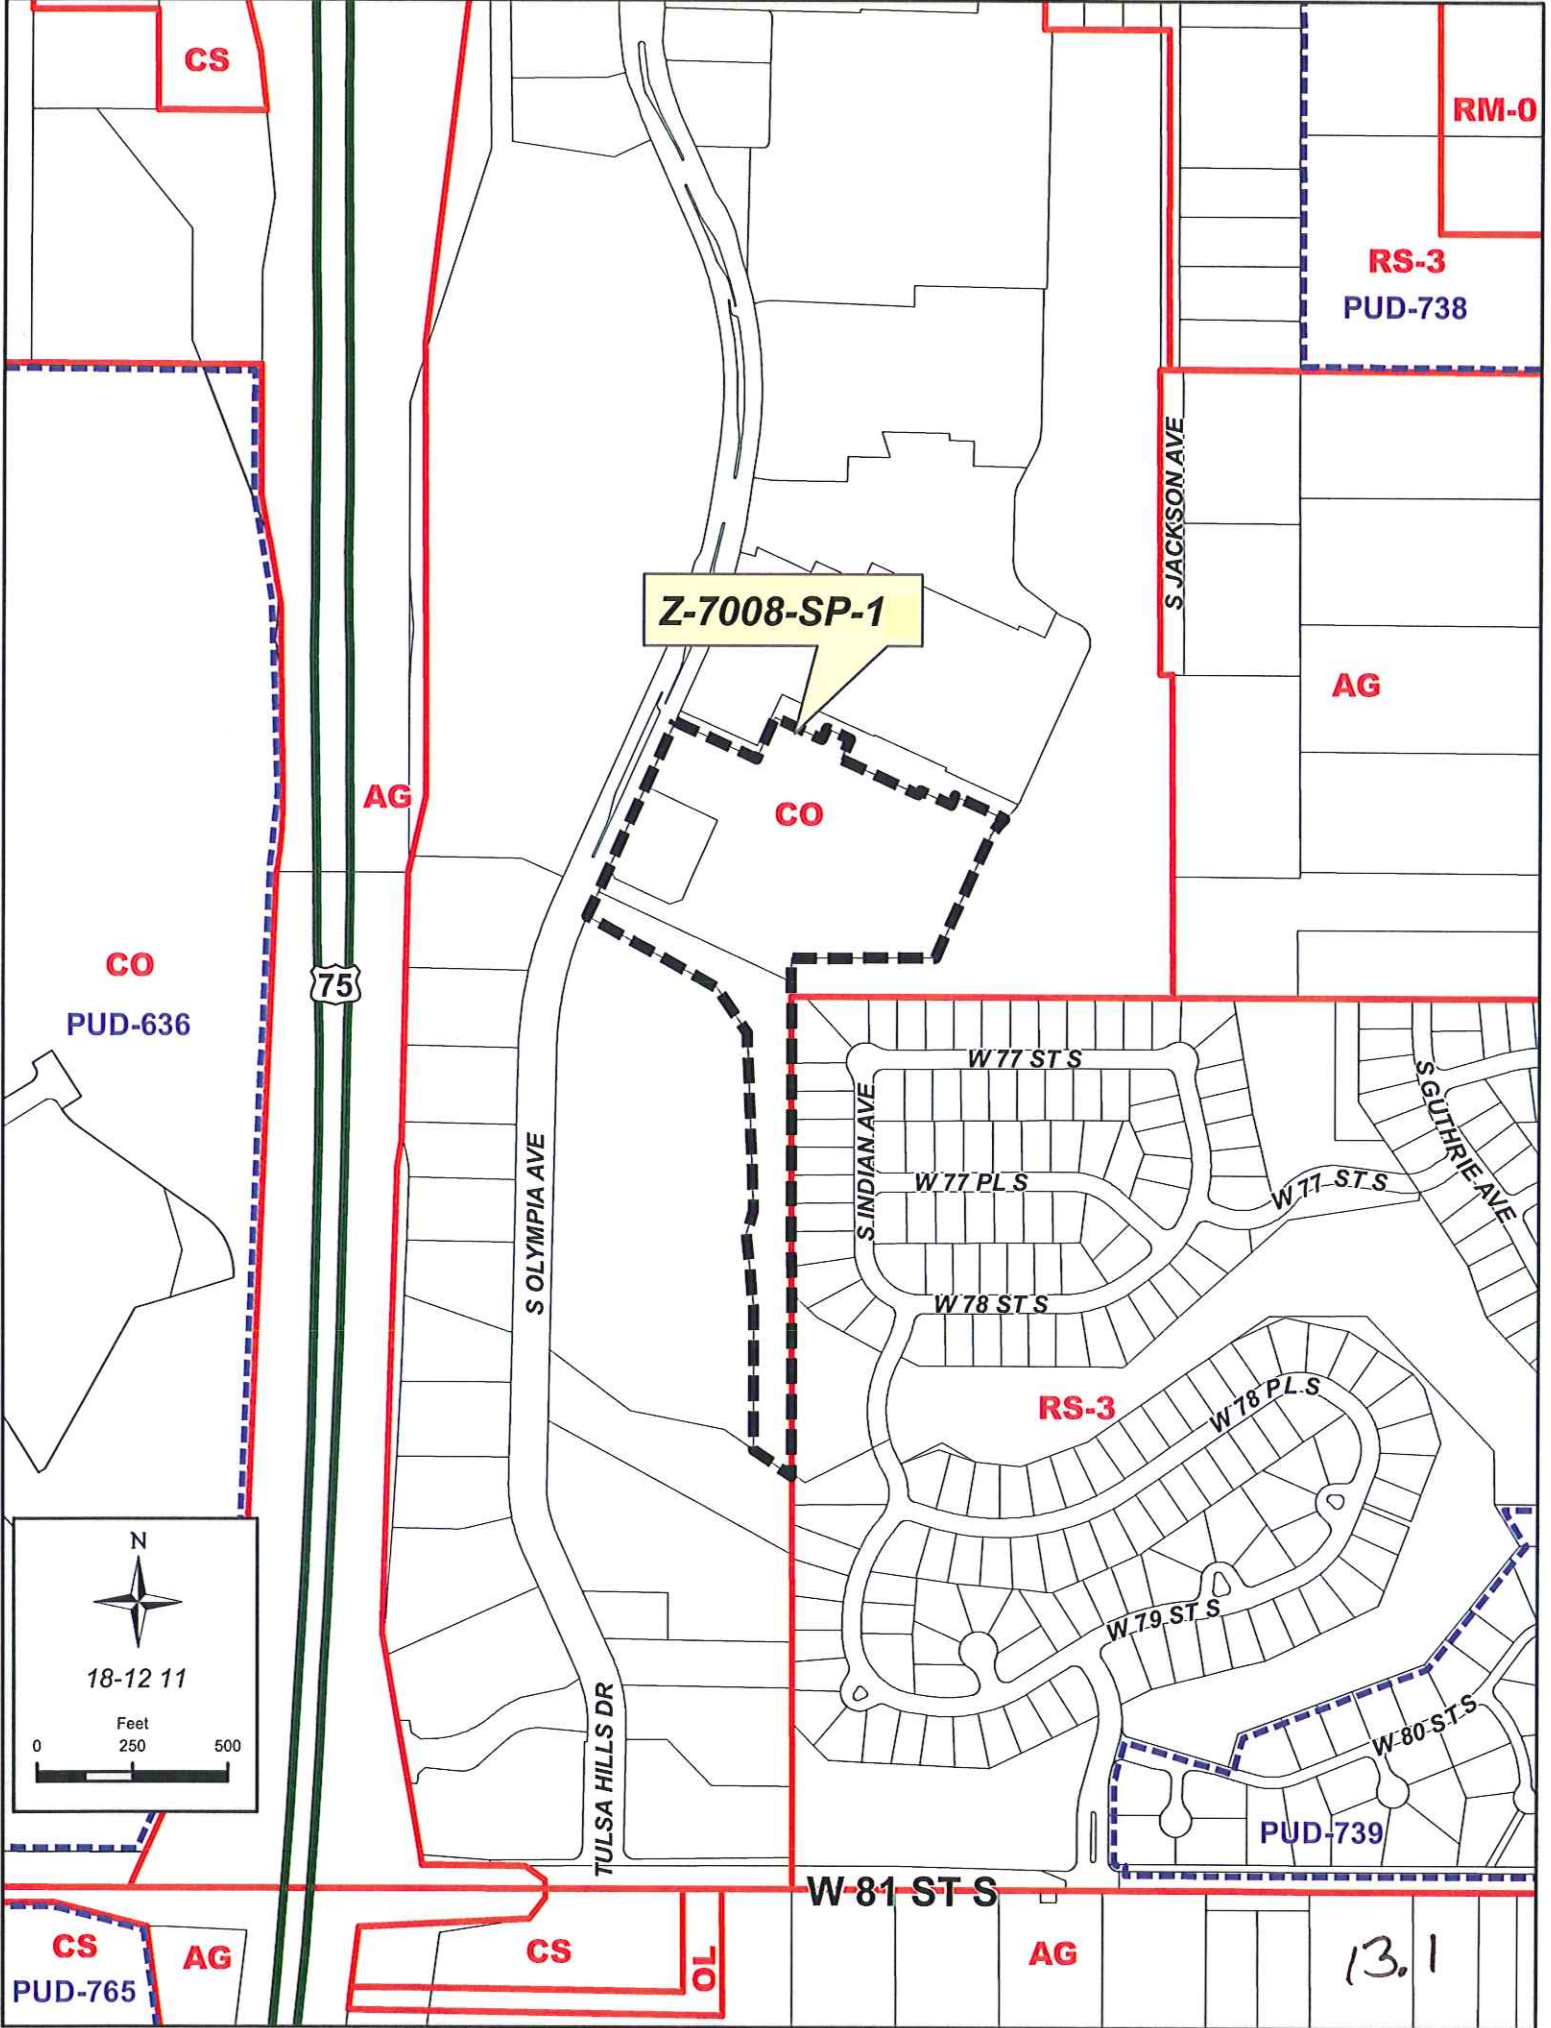 CS
RM-0
RS-3
PUD-738
S JACKSON AVE
Z-7008-SP-1
AG
AG
CO
CO
75
PUD-636
W 77 ST S
S GUTHRIE AVE
S INDIAN AVE
W 77 PL S
W 77 ST S
S OLYMPIA AVE
W 78 ST S
W 78 PL S
RS-3
N
18-12 11
Feet
0 250 500
W 79 ST S
TULSA HILLS DR
W 80 ST S
PUD-739
W 81 ST S
CS
PUD-765
AG
CS
OL
AG
13.1